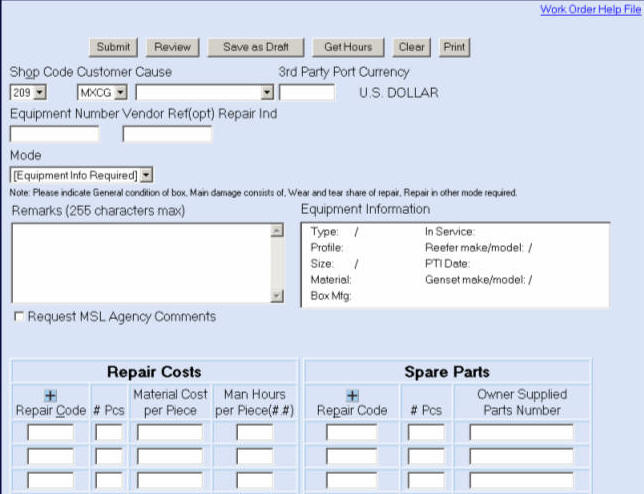 Work Order Help File
Submit Review Save as Draft Get Hours Clear Print
Shop Code Customer Cause 3rd Party Port Currency
209 MXCG U.S. DOLLAR
Equipment Number Vendor Ref(opt) Repair Ind
Mode
[Equipment Info Required]
Note: Please indicate General condition of box, Main damage consists of, Wear and tear share of repair, Repair in other mode required.
Remarks (255 characters max) Equipment Information
Type: / In Service:
Profile: Reefer make/model: /
Size: / PTI Date:
Material: Genset make/model: /
Box Mfg:
Request MSL Agency Comments
Repair Costs Spare Parts
Material Cost Man Hours Owner Supplied
Repair Code # Pcs per Piece per Piece(#.#) Repair Code # Pcs Parts Number